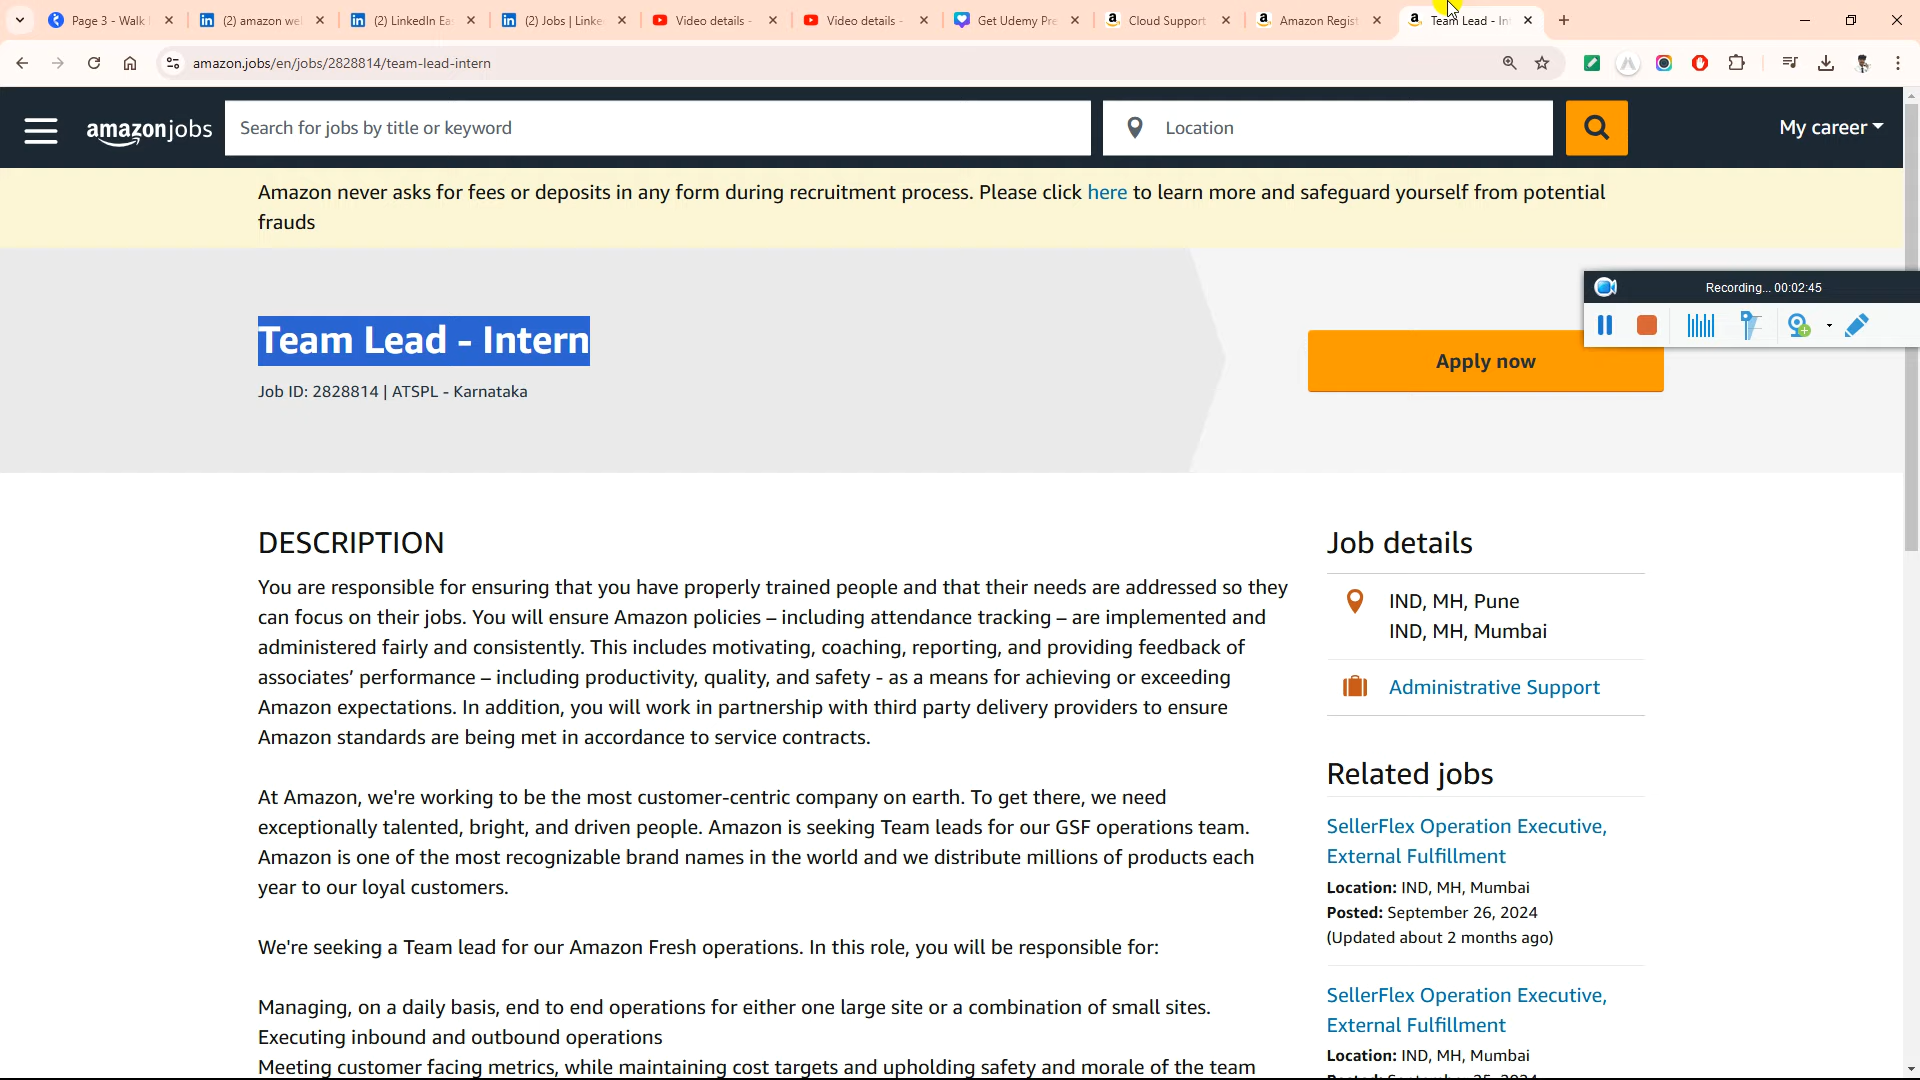 Page 3 - Walk
(2) amazon we
(2) LinkedIn Ea
(2) Jobs | Linke
Video details -
Video details -
Get Udemy Pre
Cloud Support
Amazon Regist
Team Lead - In
amazon.jobs/en/jobs/2828814/team-lead-intern
amazon jobs
Search for jobs by title or keyword
Location
My career
Amazon never asks for fees or deposits in any form during recruitment process. Please click here to learn more and safeguard yourself from potential
frauds
Recording... 00:02:45
Team Lead - Intern
Apply now
Job ID: 2828814 | ATSPL - Karnataka
DESCRIPTION
You are responsible for ensuring that you have properly trained people and that their needs are addressed so they
can focus on their jobs. You will ensure Amazon policies – including attendance tracking – are implemented and
administered fairly and consistently. This includes motivating, coaching, reporting, and providing feedback of
associates’ performance – including productivity, quality, and safety - as a means for achieving or exceeding
Amazon expectations. In addition, you will work in partnership with third party delivery providers to ensure
Amazon standards are being met in accordance to service contracts.
At Amazon, we're working to be the most customer-centric company on earth. To get there, we need
exceptionally talented, bright, and driven people. Amazon is seeking Team leads for our GSF operations team.
Amazon is one of the most recognizable brand names in the world and we distribute millions of products each
year to our loyal customers.
We're seeking a Team lead for our Amazon Fresh operations. In this role, you will be responsible for:
Managing, on a daily basis, end to end operations for either one large site or a combination of small sites.
Executing inbound and outbound operations
Meeting customer facing metrics, while maintaining cost targets and upholding safety and morale of the team
Job details
IND, MH, Pune
IND, MH, Mumbai
Administrative Support
Related jobs
SellerFlex Operation Executive,
External Fulfillment
Location: IND, MH, Mumbai
Posted: September 26, 2024
(Updated about 2 months ago)
SellerFlex Operation Executive,
External Fulfillment
Location: IND, MH, Mumbai
Posted: September 25, 2024